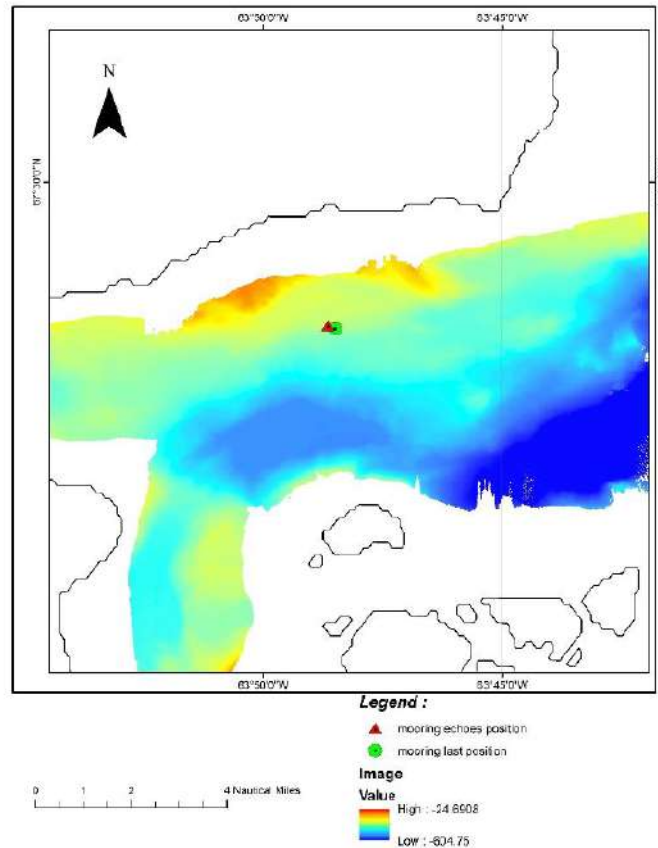 63°50'0"W 63°45'0"W
N
67°30'0"N
63°50'0"W 63°45'0"W
Legend :
mooring echoes position
mooring last position
Image
Value
High : -24.6908
Low : -604.75
0 1 2 4 Nautical Miles